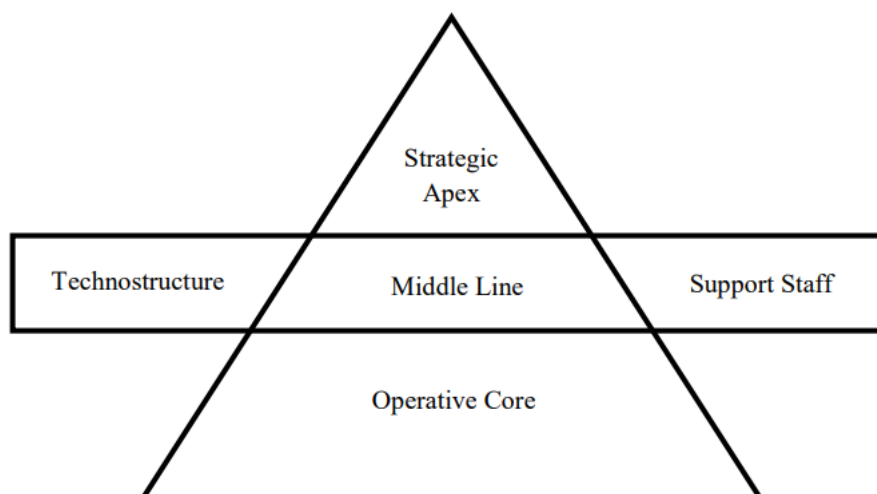 Strategic
Apex
Technostructure
Middle Line
Support Staff
Operative Core